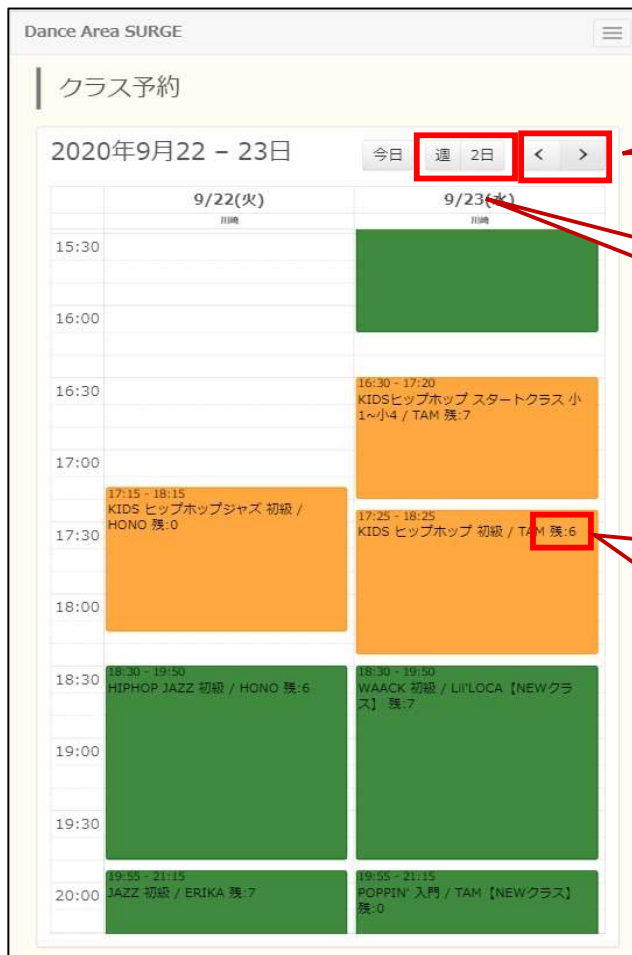 Dance Area SURGE
クラス予約
2020年9月22 – 23日
今日 週 2日 < >
9/22(火) 9/23(水)
川崎 川崎
15:30
16:00
16:30
16:30 - 17:20
KIDSヒップホップ スタートクラス 小
1~小4 / TAM 残:7
17:00
17:15 - 18:15
KIDS ヒップホップジャズ 初級 /
HONO 残:0
17:25 - 18:25
KIDS ヒップホップ 初級 / TAM 残:6
17:30
18:00
18:30
18:30 - 19:50
HIPHOP JAZZ 初級 / HONO 残:6
18:30 - 19:50
WAACK 初級 / Lil'LOCA【NEWクラ
ス】 残:7
19:00
19:30
19:55 - 21:15
JAZZ 初級 / ERIKA 残:7
19:55 - 21:15
POPPIN' 入門 / TAM【NEWクラス】
残:0
20:00